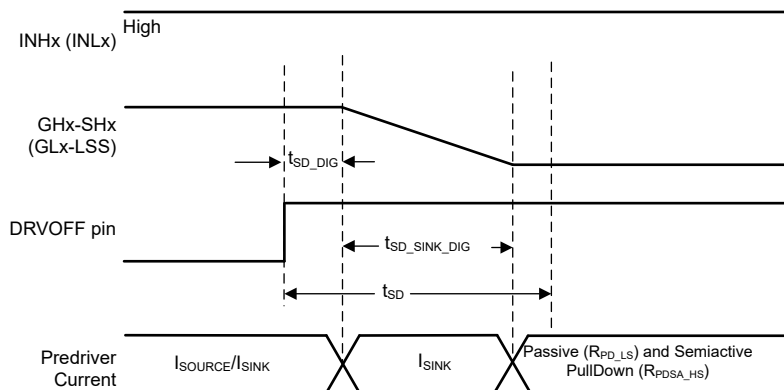 INHx (INLx)
High
GHx-SHx
(GLx-LSS)
tSD_DIG
DRVOFF pin
tSD_SINK_DIG
tSD
Predriver
Current
ISOURCE/ISINK
ISINK
Passive (RPD_LS) and Semiactive
PullDown (RPDSA_HS)